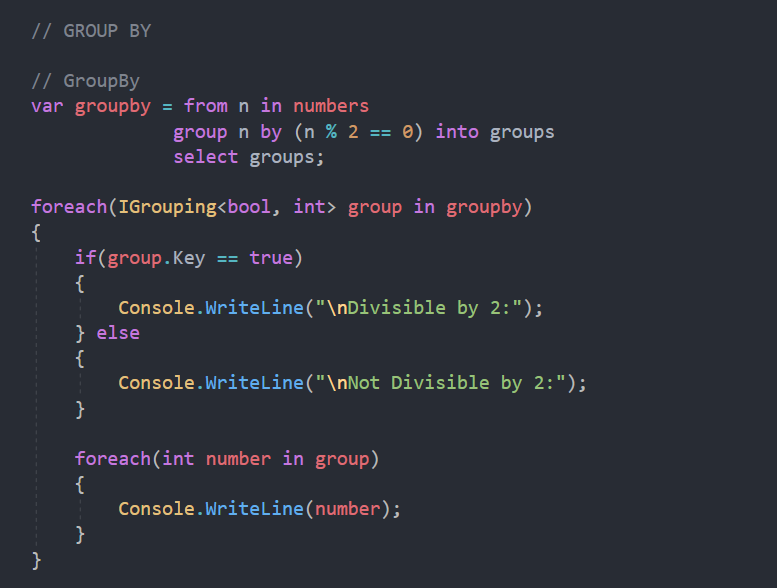 // GROUP BY
// GroupBy
var groupby = from n in numbers
             group n by (n % 2 == 0) into groups
             select groups;
foreach(IGrouping<bool, int> group in groupby)
{
    if(group.Key == true)
    {
        Console.WriteLine("\nDivisible by 2:");
    } else
    {
        Console.WriteLine("\nNot Divisible by 2:");
    }
    foreach(int number in group)
    {
        Console.WriteLine(number);
    }
}